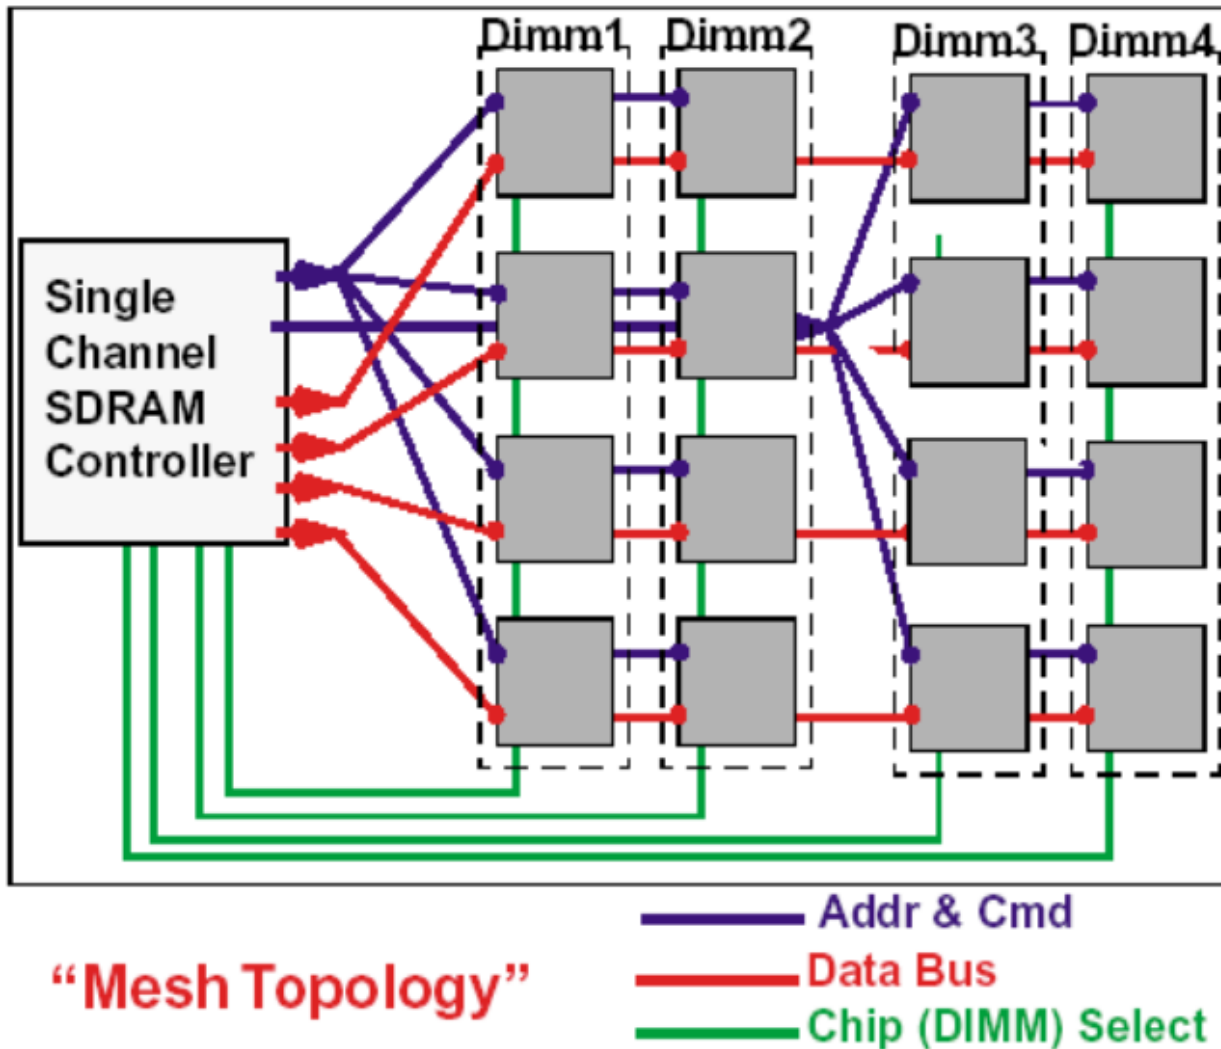 Dimm1 Dimm2 Dimm3 Dimm4
Single
Channel
SDRAM
Controller
Addr & Cmd
“Mesh Topology”
Data Bus
Chip (DIMM) Select